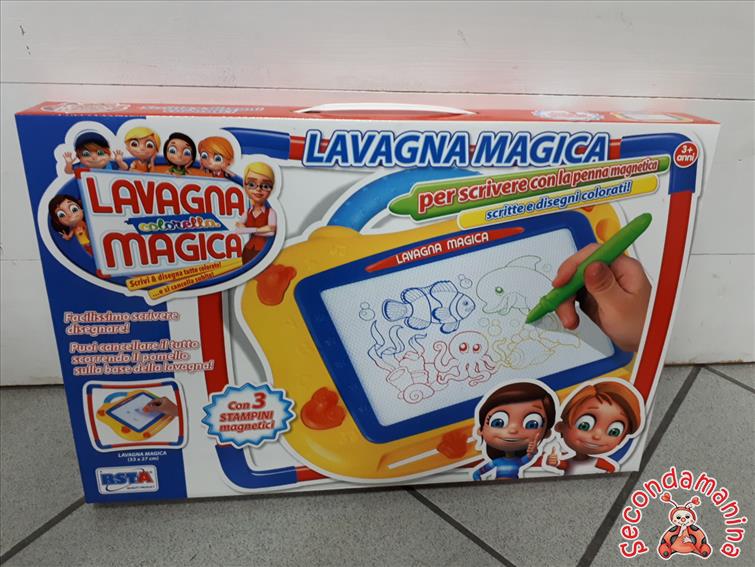 LAVAGNA MAGICA
per scrivere con la penna magnetica
scritte e disegni colorati!
3+
anni
LAVAGNA
colorella
MAGICA
Scrivi & disegna tutto colorato!
...e si cancella subito!
LAVAGNA MAGICA
Facilissimo scrivere e
disegnare!
Puoi cancellare il tutto
scorrendo il pomello
sulla base della lavagna!
Con 3
STAMPINI
magnetici
LAVAGNA MAGICA
(53 x 37 cm)
RSTA
secondamanina